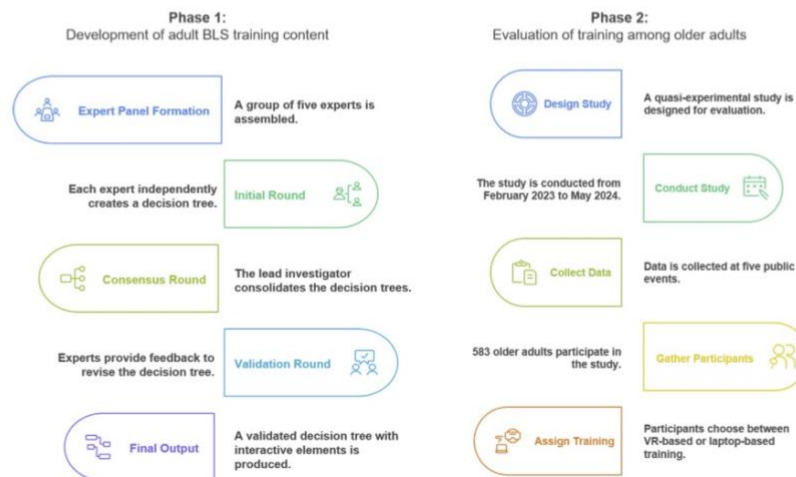 Phase 1:
Development of adult BLS training content
Expert Panel Formation
A group of five experts is
assembled.
Each expert independently
creates a decision tree.
Initial Round
Consensus Round
The lead investigator
consolidates the decision trees.
Experts provide feedback to
revise the decision tree.
Validation Round
Final Output
A validated decision tree with
interactive elements is
produced.
Phase 2:
Evaluation of training among older adults
Design Study
A quasi-experimental study is
designed for evaluation.
The study is conducted from
February 2023 to May 2024.
Conduct Study
Collect Data
Data is collected at five public
events.
583 older adults participate in
the study.
Gather Participants
Assign Training
Participants choose between
VR-based or laptop-based
training.